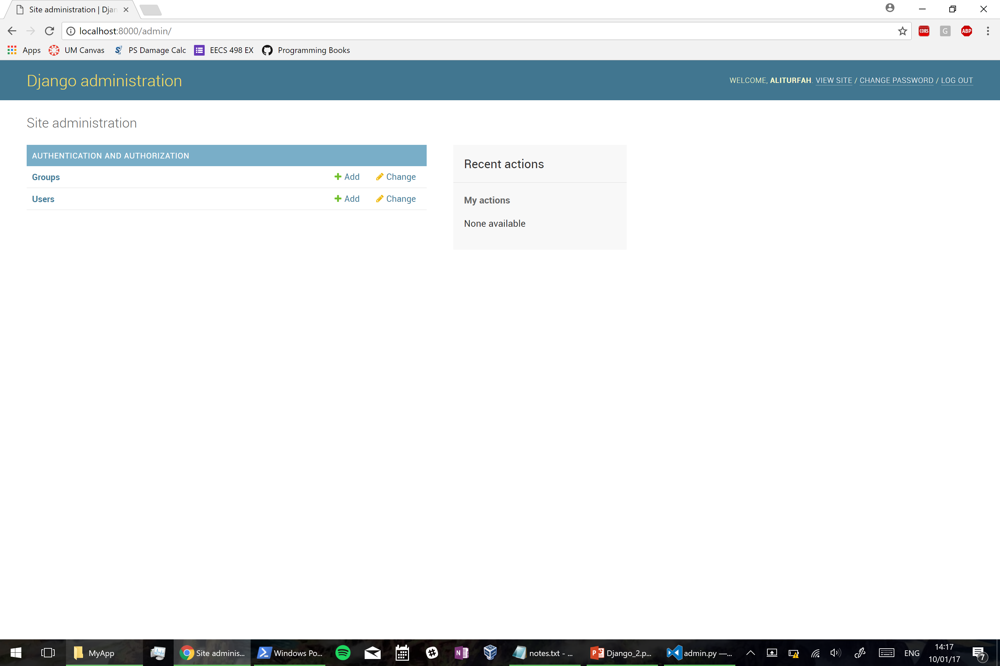 Site administration | Djan
localhost:8000/admin/
CORS
G
ABP
Apps
UM Canvas
PS Damage Calc
EECS 498 EX
Programming Books
Django administration
WELCOME, ALITURFAH. VIEW SITE / CHANGE PASSWORD / LOG OUT
Site administration
AUTHENTICATION AND AUTHORIZATION
Groups
Add
Change
Users
Add
Change
Recent actions
My actions
None available
MyApp
Site adminis...
Windows Po...
N
notes.txt - ...
P
Django_2.p...
admin.py —...
ENG
14:17
10/01/17
7